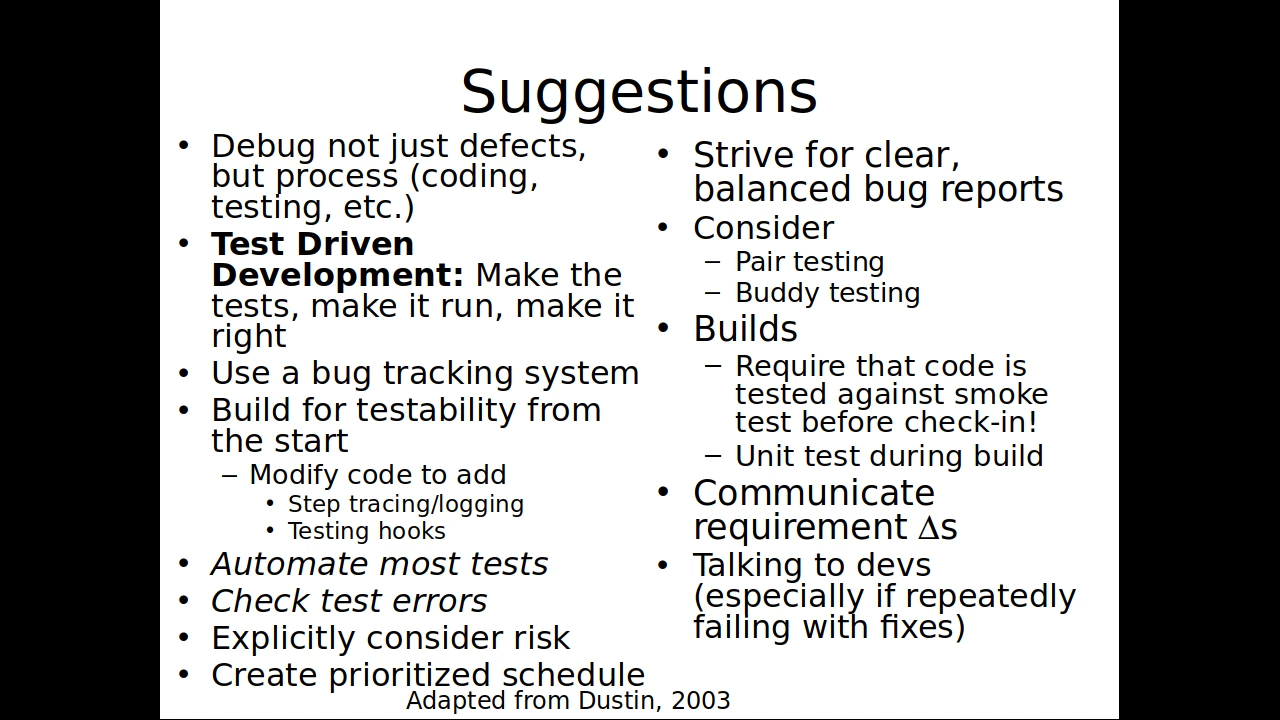 Suggestions
• Debug not just defects,
but process (coding,
testing, etc.)
• Test Driven
Development: Make the
tests, make it run, make it
right
• Use a bug tracking system
• Build for testability from
the start
– Modify code to add
• Step tracing/logging
• Testing hooks
• Automate most tests
• Check test errors
• Explicitly consider risk
• Create prioritized schedule
• Strive for clear,
balanced bug reports
• Consider
– Pair testing
– Buddy testing
• Builds
– Require that code is
tested against smoke
test before check-in!
– Unit test during build
• Communicate
requirement Δs
• Talking to devs
(especially if repeatedly
failing with fixes)
Adapted from Dustin, 2003